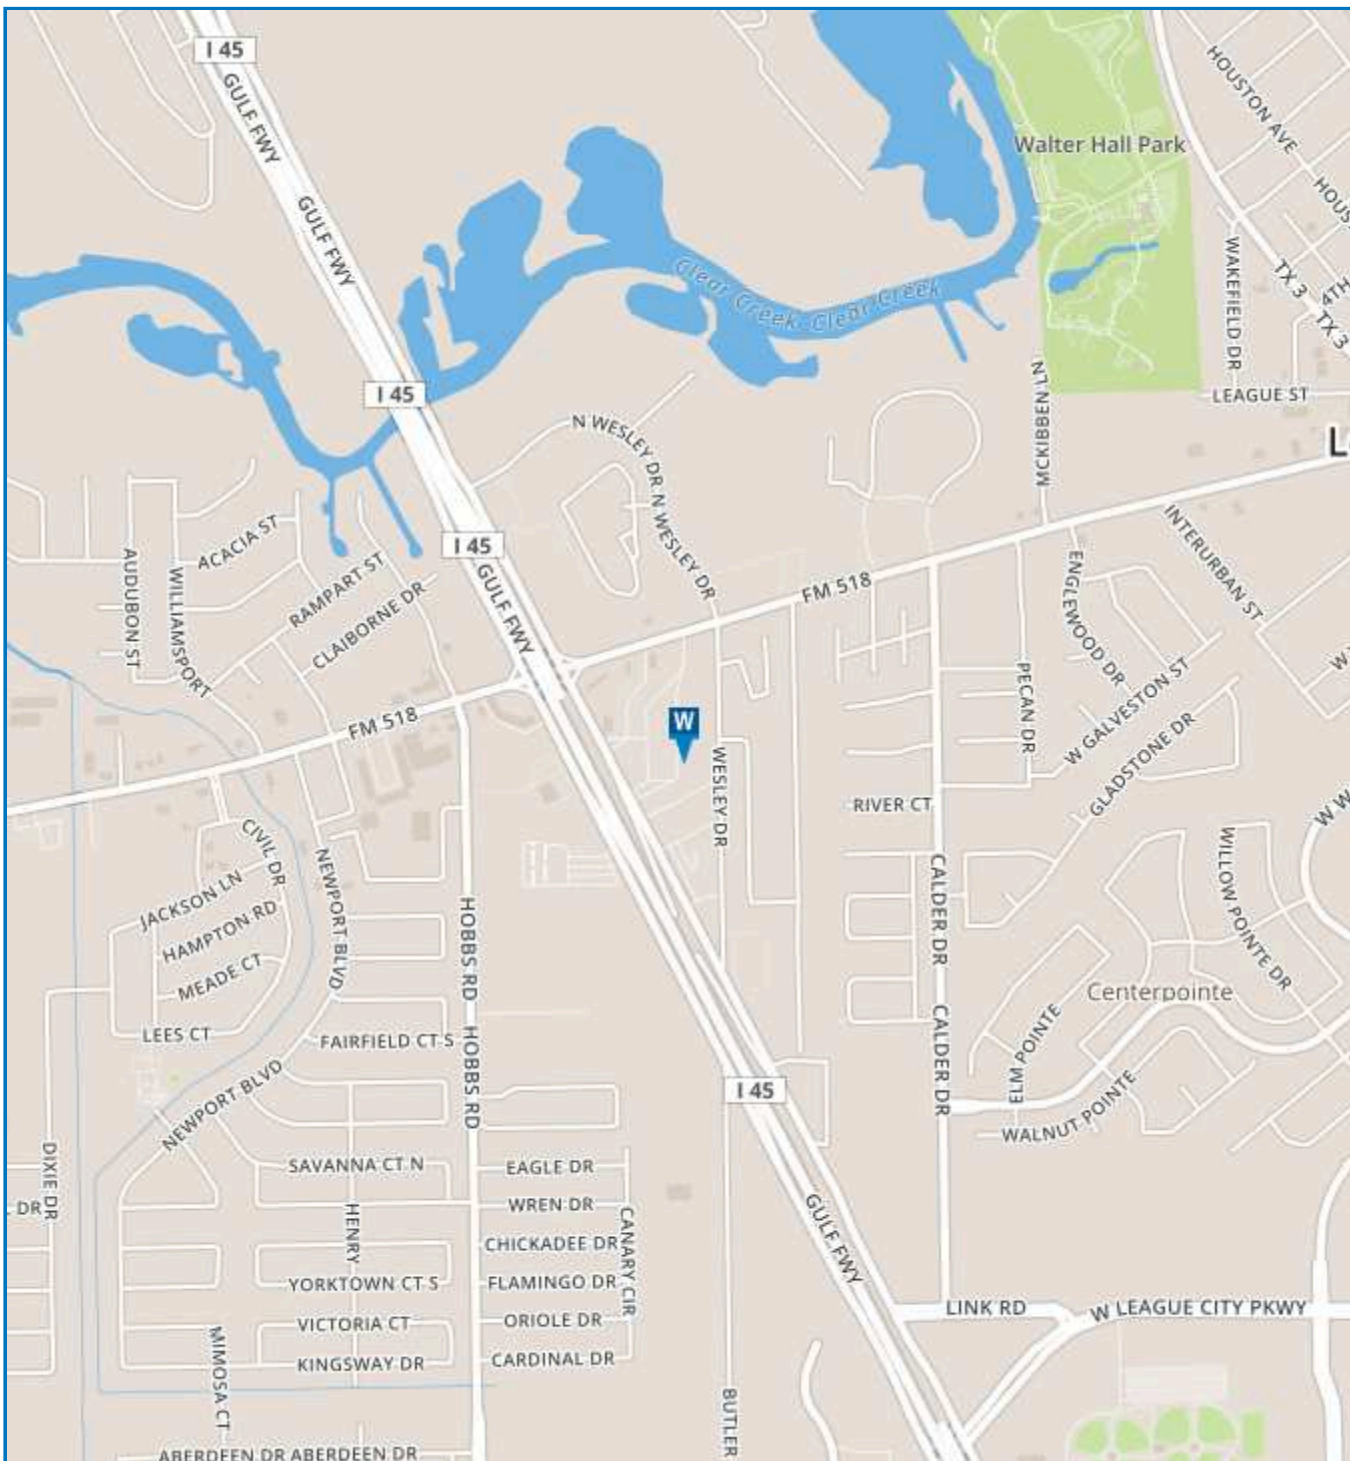 I 45
GULF FWY
HOUSTON AVE
Walter Hall Park
GULF FWY
WAKEFIELD DR
TX 3
4TH
TX 3
Clear Creek
Clear Creek
I 45
MCKIBBEN LN
LEAGUE ST
N WESLEY DR
N WESLEY DR
ACACIA ST
I 45
INTERURBAN ST
AUDUBON ST
WILLIAMSPORT
RAMPART ST
CLAIBORNE DR
GULF FWY
FM 518
ENGLEWOOD DR
PECAN DR
W GALVESTON ST
GLADSTONE DR
FM 518
W
WESLEY DR
RIVER CT
CIVIL DR
NEWPORT BLVD
JACKSON LN
HAMPTON RD
MEADE CT
LEES CT
HOBBS RD
CALDER DR
WILLOW POINTE DR
Centerpointe
FAIRFIELD CT S
HOBBS RD
CALDER DR
ELM POINTE
NEWPORT BLVD
I 45
WALNUT POINTE
DIXIE DR
SAVANNA CT N
EAGLE DR
DR
HENRY
WREN DR
CANARY CIR
CHICKADEE DR
GULF FWY
YORKTOWN CT S
FLAMINGO DR
LINK RD
W LEAGUE CITY PKWY
VICTORIA CT
ORIOLE DR
MIMOSA CT
KINGSWAY DR
CARDINAL DR
BUTLER
ABERDEEN DR
ABERDEEN DR